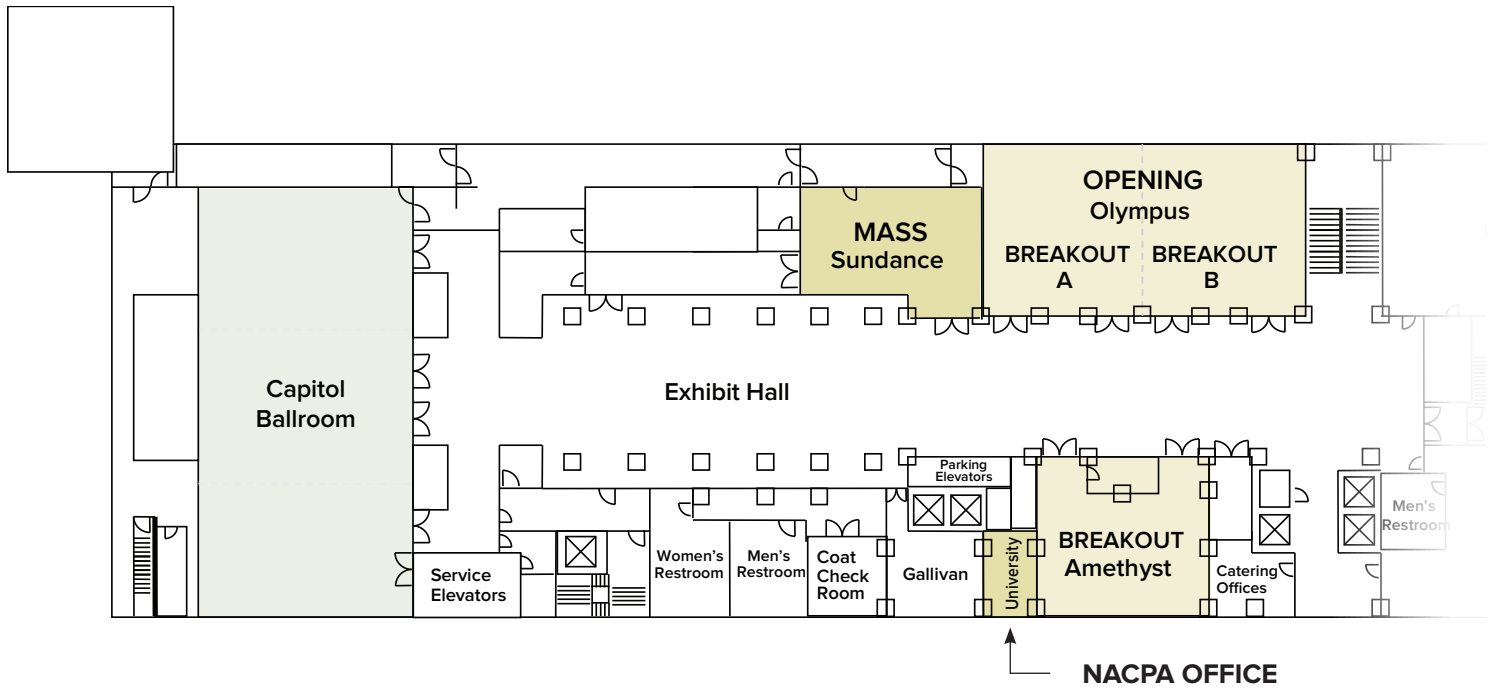 OPENING
Olympus
MASS
Sundance
BREAKOUT
A
BREAKOUT
B
Capitol
Ballroom
Exhibit Hall
Parking
Elevators
Men's
Restroom
Service
Elevators
Women's
Restroom
Men's
Restroom
Coat
Check
Room
Gallivan
University
BREAKOUT
Amethyst
Catering
Offices
NACPA OFFICE